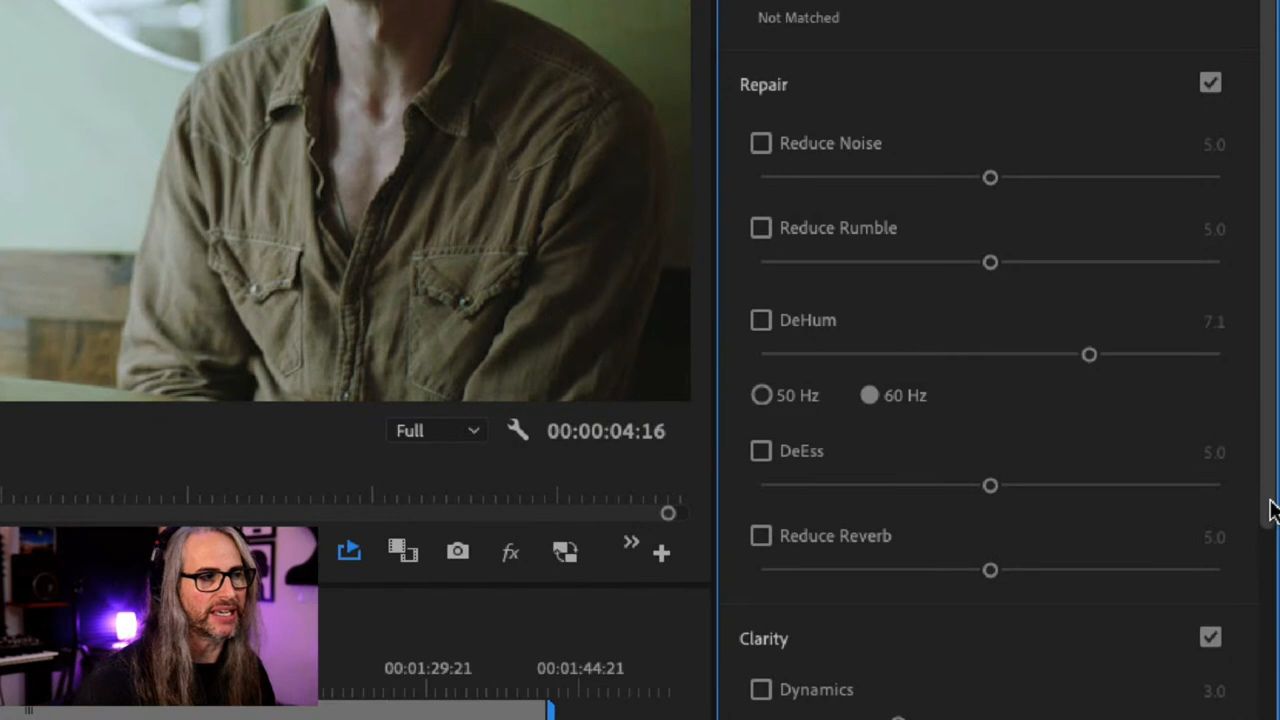 Not Matched
Repair
Reduce Noise 5.0
Reduce Rumble 5.0
DeHum 7.1
50 Hz 60 Hz
DeEss 5.0
Reduce Reverb 5.0
Clarity
Dynamics 3.0
Full 00:00:04:16
fx
00:01:29:21 00:01:44:21